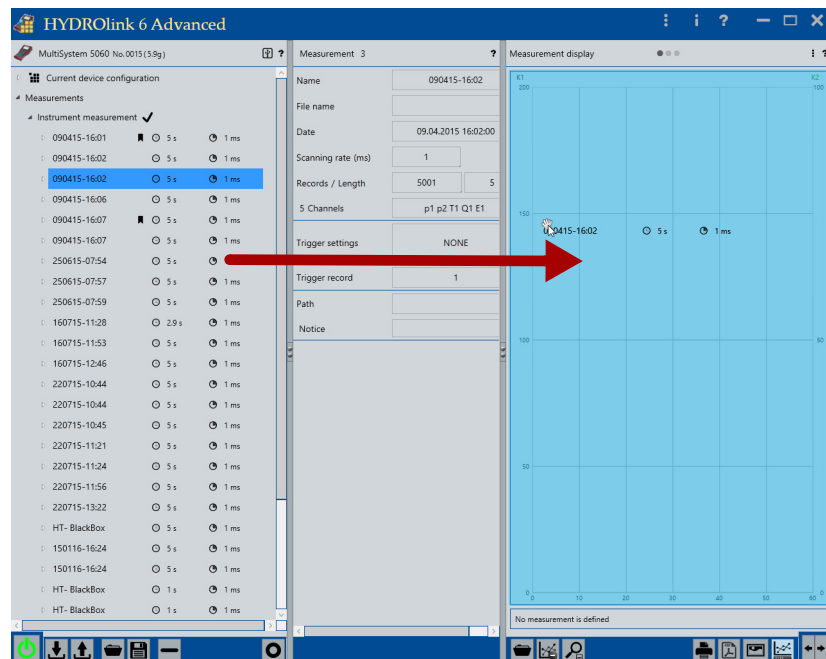 HYDROlink 6 Advanced
i ?
MultiSystem 5060 No.0015 (5.9g) ?
Current device configuration
Measurements
Instrument measurement
090415-16:01 5 s 1 ms
090415-16:02 5 s 1 ms
090415-16:02 5 s 1 ms
090415-16:06 5 s 1 ms
090415-16:07 5 s 1 ms
090415-16:07 5 s 1 ms
250615-07:54 5 s
250615-07:57 5 s 1 ms
250615-07:59 5 s 1 ms
160715-11:28 2.9 s 1 ms
160715-11:53 5 s 1 ms
160715-12:46 5 s 1 ms
220715-10:44 5 s 1 ms
220715-10:44 5 s 1 ms
220715-10:45 5 s 1 ms
220715-11:21 5 s 1 ms
220715-11:24 5 s 1 ms
220715-11:56 5 s 1 ms
220715-13:22 5 s 1 ms
HT- BlackBox 5 s 1 ms
150116-16:24 5 s 1 ms
150116-16:24 5 s 1 ms
HT- BlackBox 1 s 1 ms
HT- BlackBox 1 s 1 ms
Measurement 3 ?
Name 090415-16:02
File name
Date 09.04.2015 16:02:00
Scanning rate (ms) 1
Records / Length 5001 5
5 Channels p1 p2 T1 Q1 E1
Trigger settings NONE
Trigger record 1
Path
Notice
Measurement display ?
K1 K2
200 100
150
090415-16:02 5 s 1 ms
100 50
50
0 0
0 10 20 30 40 50 60
No measurement is defined